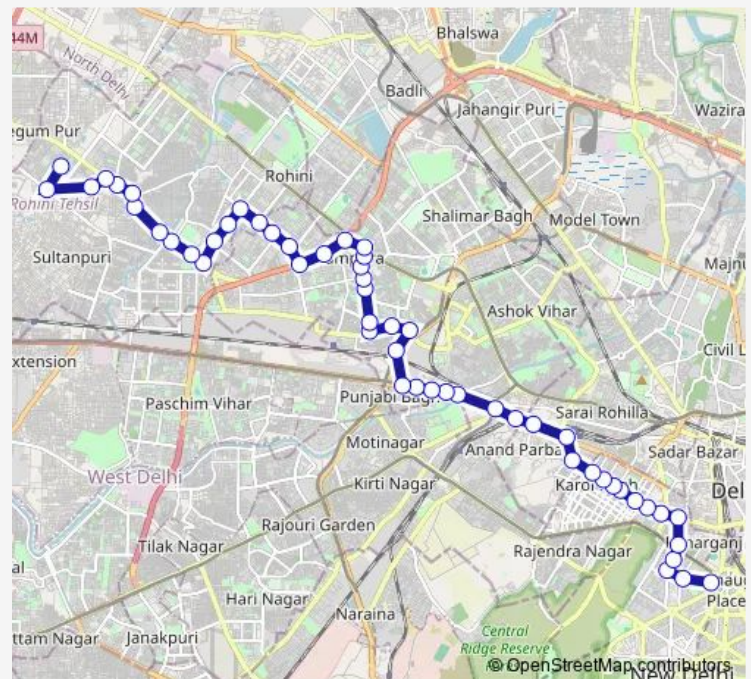 44M
Bhalswa
North Delhi
Badli
Jahangir Puri
Wazira
egum Pur
Rohini
Rohini Tehsil
Shalimar Bagh
Model Town
Sultanpuri
Majnu
Ashok Vihar
xtension
Civil L
Paschim Vihar
Punjabi Bagh
Sarai Rohilla
Motinagar
Anand Parba
Sadar Bazar
West Delhi
Kirti Nagar
Karol
Del
Rajouri Garden
Tilak Nagar
Rajendra Nagar
al
Hari Nagar
Place
Naraina
ttam Nagar
Janakpuri
Central
Ridge Reserve
© OpenStreetMap contributors
New Delhi